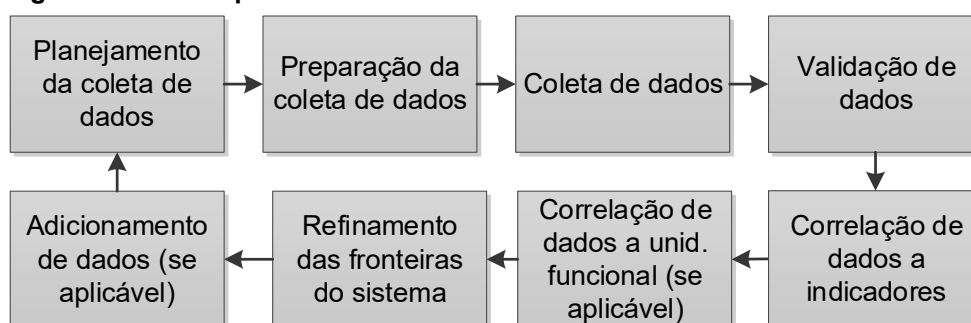 Planejamento
da coleta de
dados
Preparação da
coleta de dados
Coleta de dados
Validação de
dados
Adicionamento
de dados (se
aplicável)
Refinamento
das fronteiras
do sistema
Correlação de
dados a unid.
funcional (se
aplicável)
Correlação de
dados a
indicadores